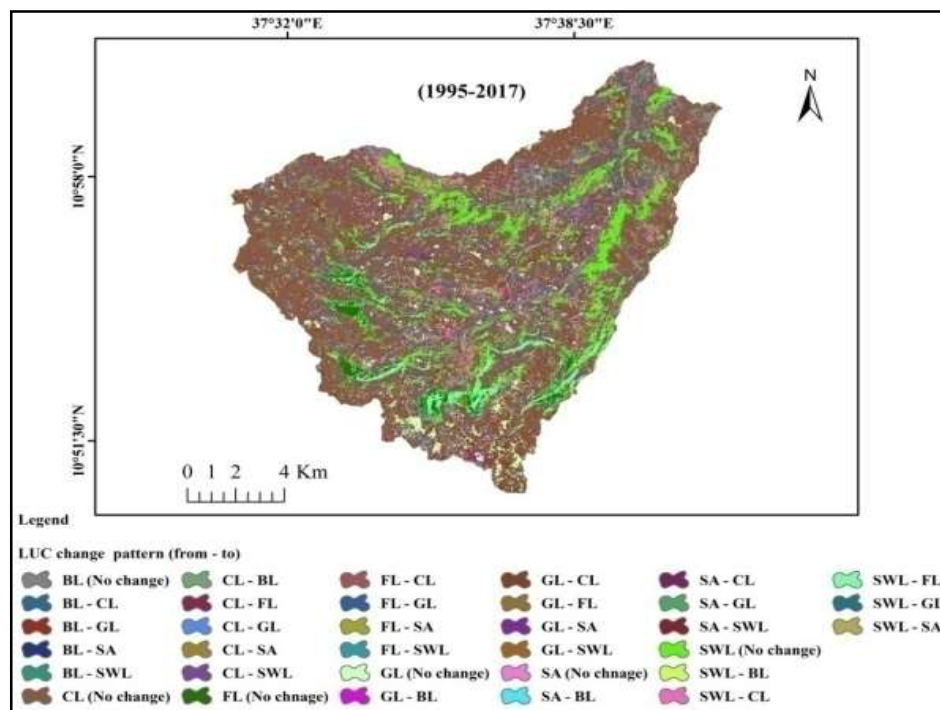 37°32'0"E 37°38'30"E
(1995-2017)
N
10°58'0"N
10°51'30"N
0 1 2 4 Km
Legend
LUC change pattern (from - to)
BL (No change) CL - BL FL - CL GL - CL SA - CL SWL - FL
BL - CL CL - FL FL - GL GL - FL SA - GL SWL - GL
BL - GL CL - GL FL - SA GL - SA SA - SWL SWL - SA
BL - SA CL - SA FL - SWL GL - SWL SWL (No change)
BL - SWL CL - SWL GL (No change) SA (No chnage) SWL - BL
CL (No change) FL (No chnage) GL - BL SA - BL SWL - CL